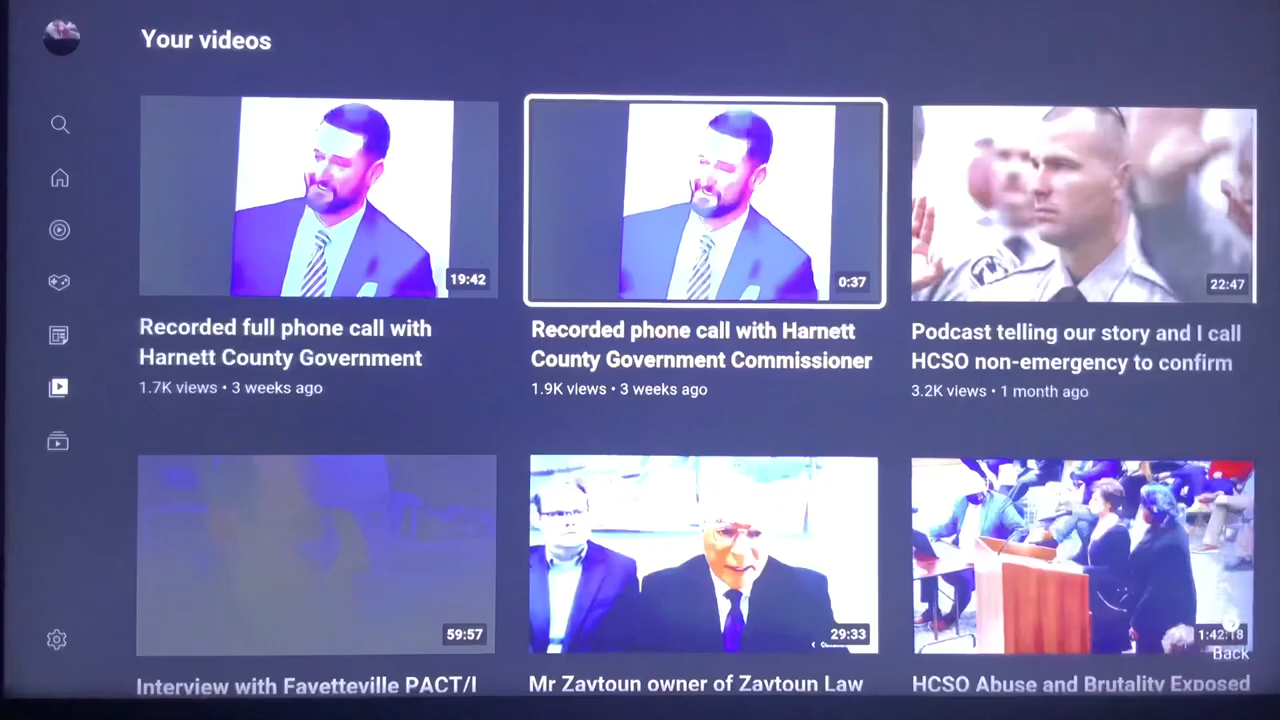 Your videos
19:42
0:37
22:47
Recorded full phone call with
Harnett County Government
1.7K views • 3 weeks ago
Recorded phone call with Harnett
County Government Commissioner
1.9K views • 3 weeks ago
Podcast telling our story and I call
HCSO non-emergency to confirm
3.2K views • 1 month ago
59:57
29:33
1:42:18
Back
Interview with Fayetteville PACT/I
Mr Zaytoun owner of Zaytoun Law
HCSO Abuse and Brutality Exposed